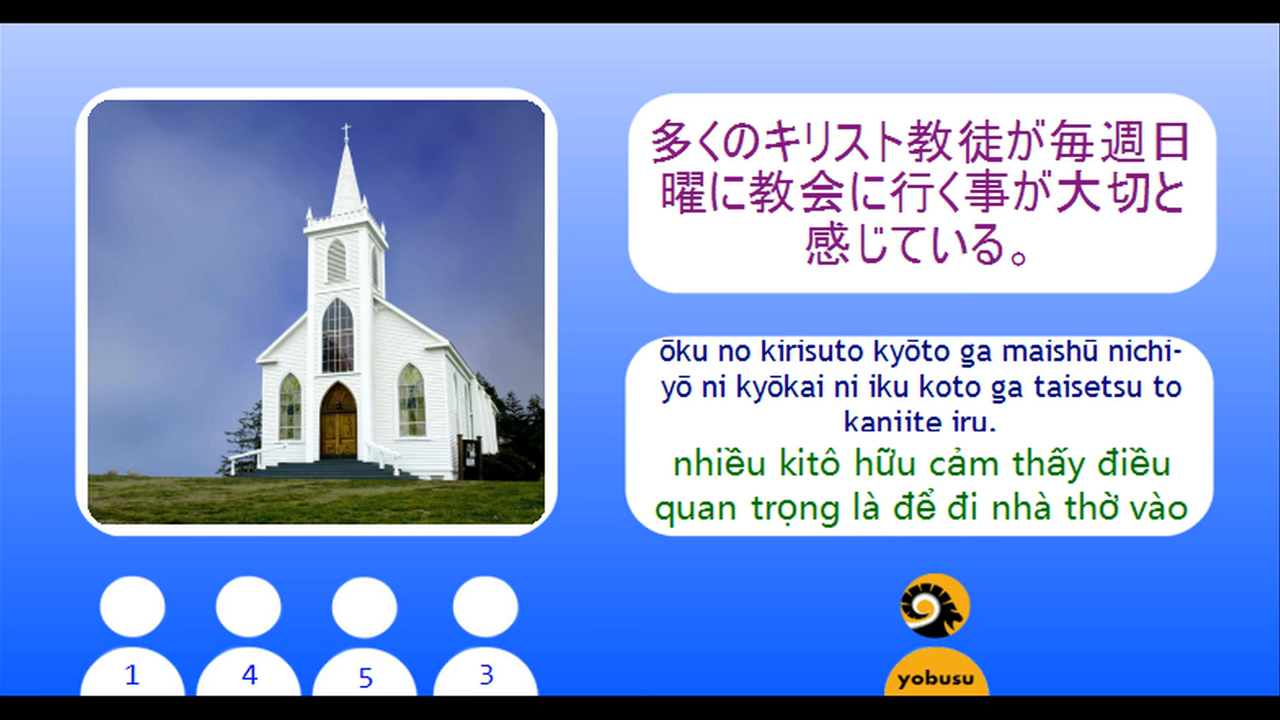 多くのキリスト教徒が毎週日
曜に教会に行く事が大切と
感じている。
ōku no kirisuto kyōto ga maishū nichi-
yō ni kyōkai ni iku koto ga taisetsu to
kanjite iru.
nhiều kitô hữu cảm thấy điều
quan trọng là để đi nhà thờ vào
1 4 5 3
yobusu